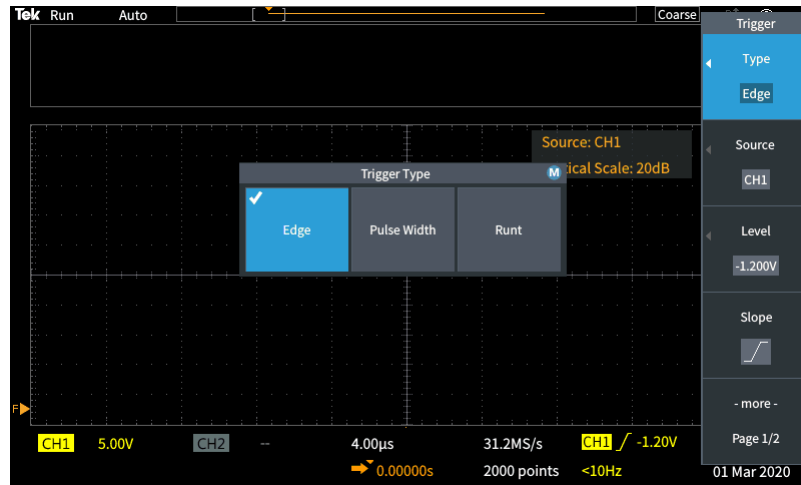 Tek Run Auto [ ] Coarse
Trigger
Type
Edge
Source
CH1
Level
-1.200V
Slope
- more -
Page 1/2
Source: CH1
Trigger Type M
ical Scale: 20dB
Edge Pulse Width Runt
F
CH1 5.00V CH2 -- 4.00µs 31.2MS/s CH1 -1.20V
0.00000s 2000 points <10Hz 01 Mar 2020